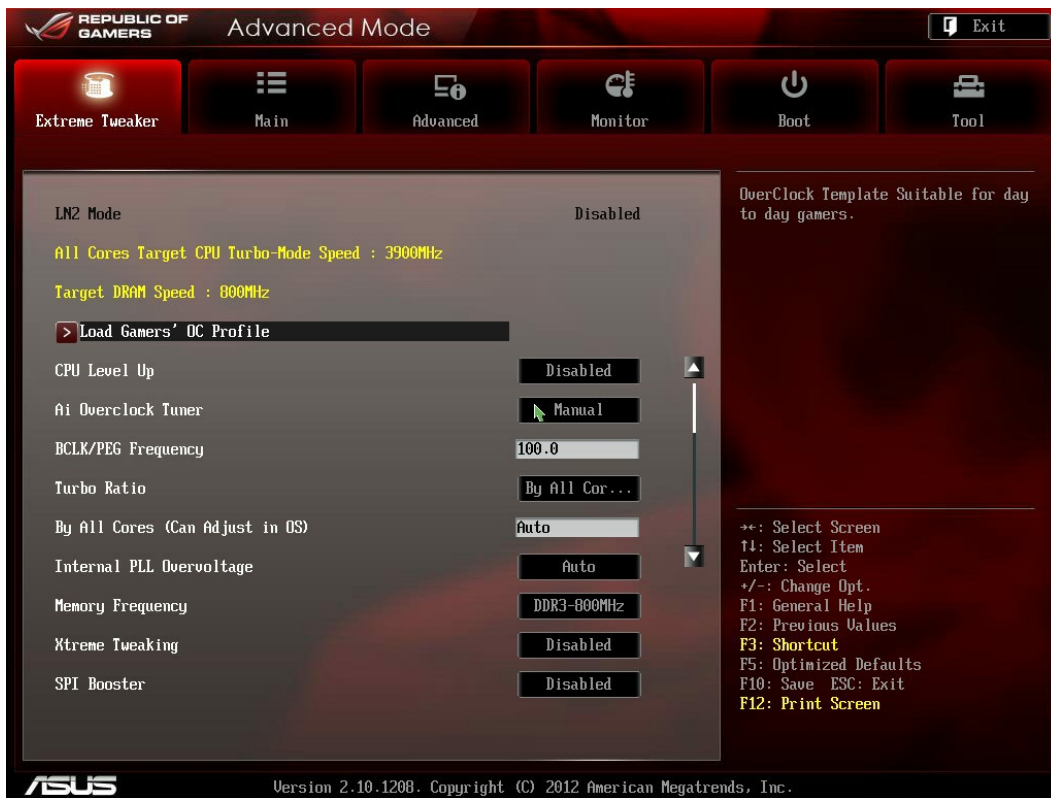 REPUBLIC OF
GAMERS
Advanced Mode
Exit
Extreme Tweaker
Main
Advanced
Monitor
Boot
Tool
LN2 Mode Disabled
All Cores Target CPU Turbo-Mode Speed : 3900MHz
Target DRAM Speed : 800MHz
> Load Gamers' OC Profile
CPU Level Up Disabled
Ai Overclock Tuner Manual
BCLK/PEG Frequency 100.0
Turbo Ratio By All Cor...
By All Cores (Can Adjust in OS) Auto
Internal PLL Overvoltage Auto
Memory Frequency DDR3-800MHz
Xtreme Tweaking Disabled
SPI Booster Disabled
OverClock Template Suitable for day
to day gamers.
→←: Select Screen
↑↓: Select Item
Enter: Select
+/-: Change Opt.
F1: General Help
F2: Previous Values
F3: Shortcut
F5: Optimized Defaults
F10: Save ESC: Exit
F12: Print Screen
ASUS
Version 2.10.1208. Copyright (C) 2012 American Megatrends, Inc.